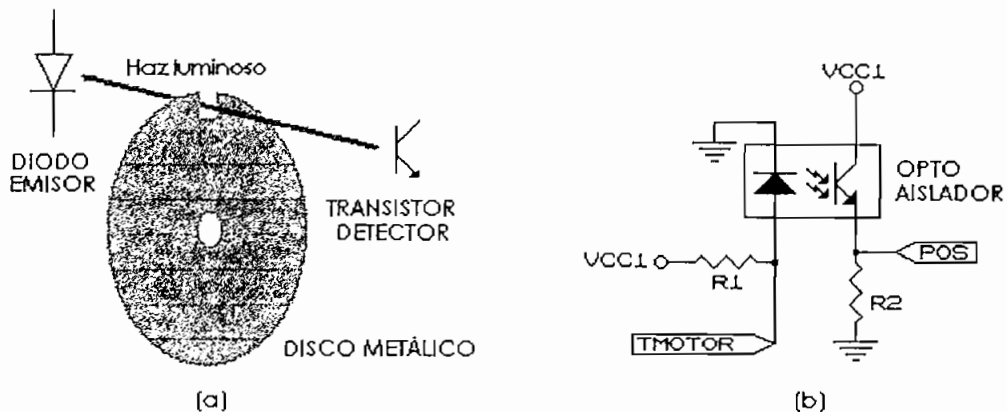 Haz luminoso
DIODO
EMISOR
TRANSISTOR
DETECTOR
DISCO METÁLICO
(a)
VCC1
OPTO
AISLADOR
VCC1
R1
POS
R2
TMOTOR
(b)